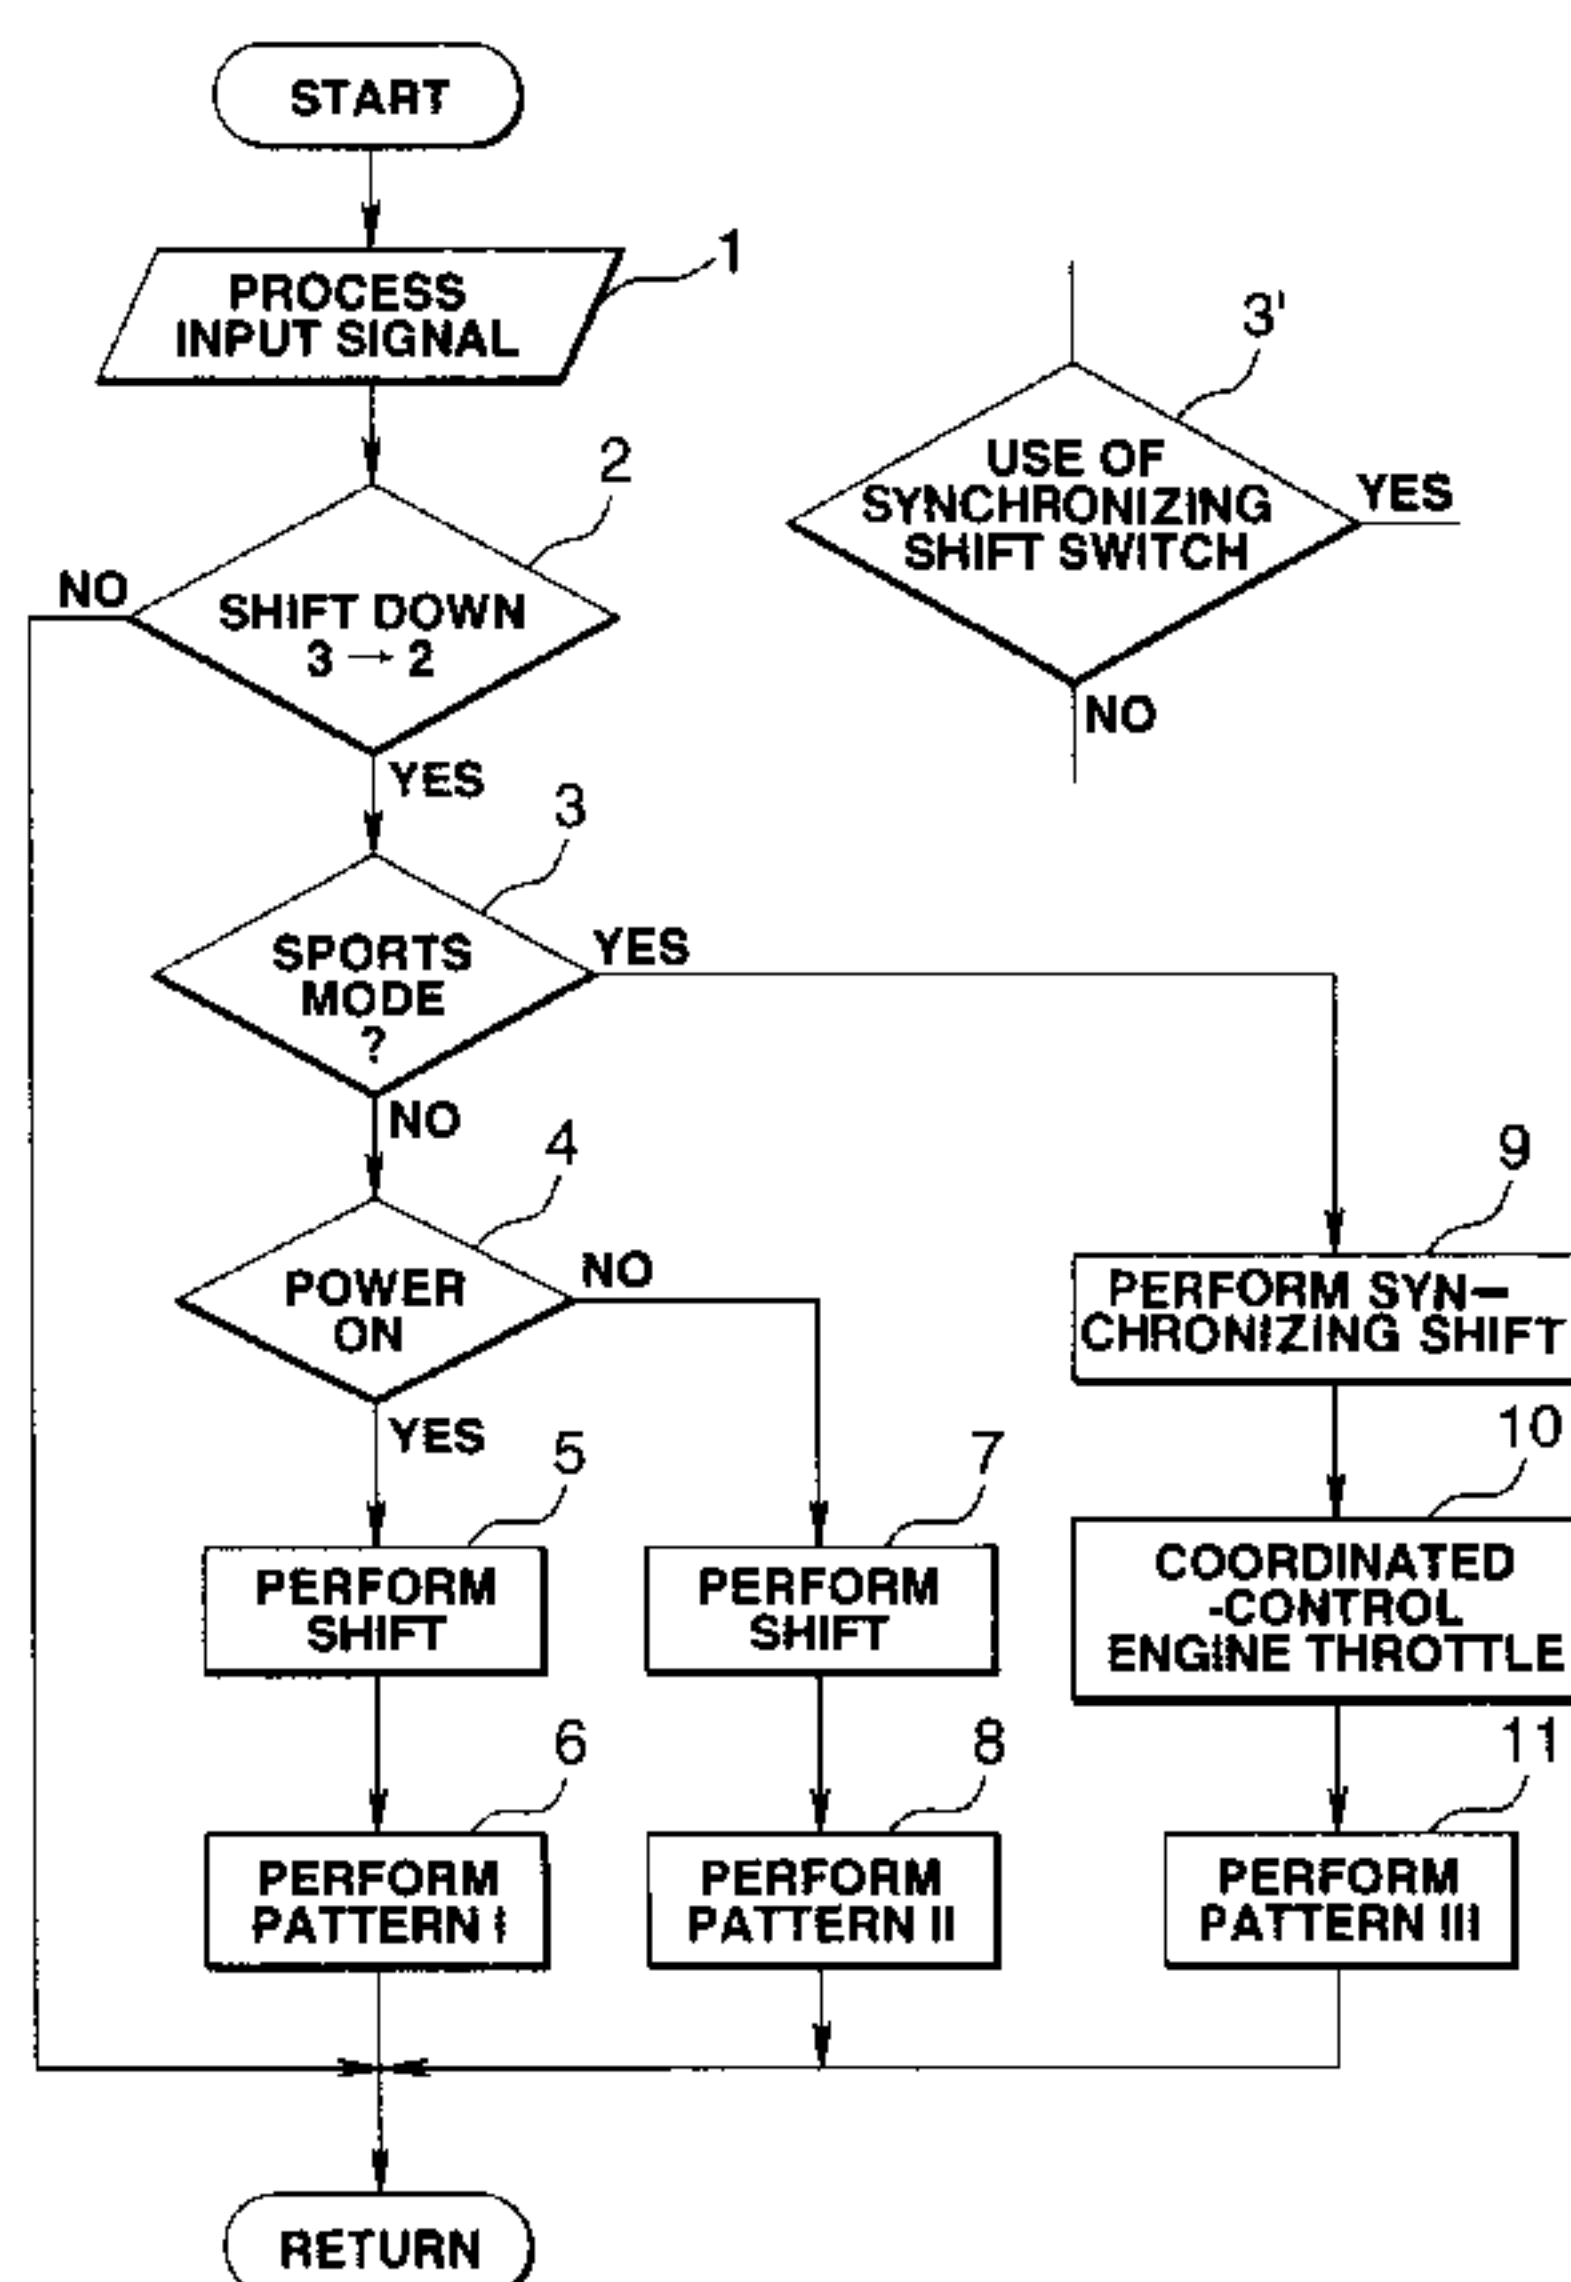 START
1
PROCESS
INPUT SIGNAL
3'
USE OF
SYNCHRONIZING
SHIFT SWITCH
YES
NO
2
NO
SHIFT DOWN
3 → 2
YES
3
SPORTS
MODE
?
YES
NO
4
POWER
ON
NO
YES
9
PERFORM SYN-
CHRONIZING SHIFT
5
PERFORM
SHIFT
7
PERFORM
SHIFT
10
COORDINATED
-CONTROL
ENGINE THROTTLE
6
PERFORM
PATTERN I
8
PERFORM
PATTERN II
11
PERFORM
PATTERN III
RETURN